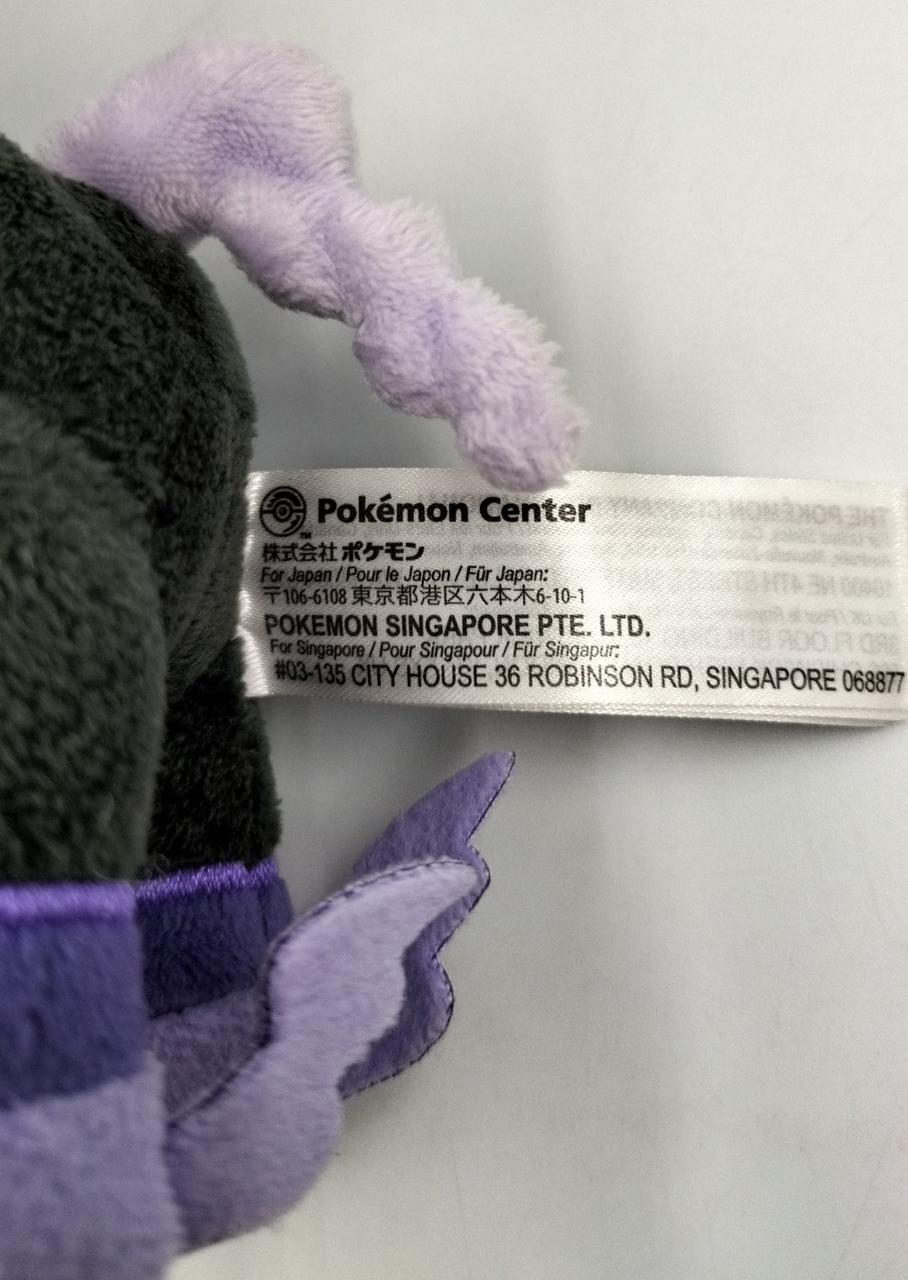 Pokémon Center
TM
株式会社ポケモン
For Japan / Pour le Japon / Für Japan:
〒106-6108 東京都港区六本木6-10-1
POKEMON SINGAPORE PTE. LTD.
For Singapore / Pour Singapour / Für Singapur:
#03-135 CITY HOUSE 36 ROBINSON RD, SINGAPORE 068877